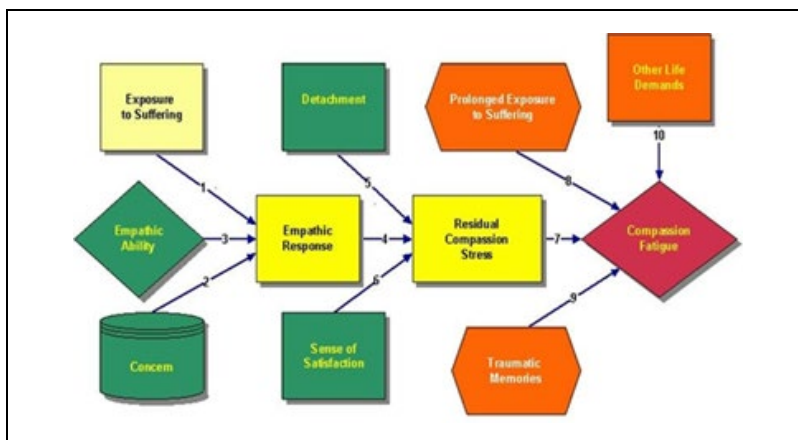 Other Life
Demands
Exposure
to Suffering
Detachment
Prolonged Exposure
to Suffering
10
1
5
8
Empathic
Ability
3
Empathic
Response
4
Residual
Compassion
Stress
7
Compassion
Fatigue
2
6
9
Concern
Sense of
Satisfaction
Traumatic
Memories